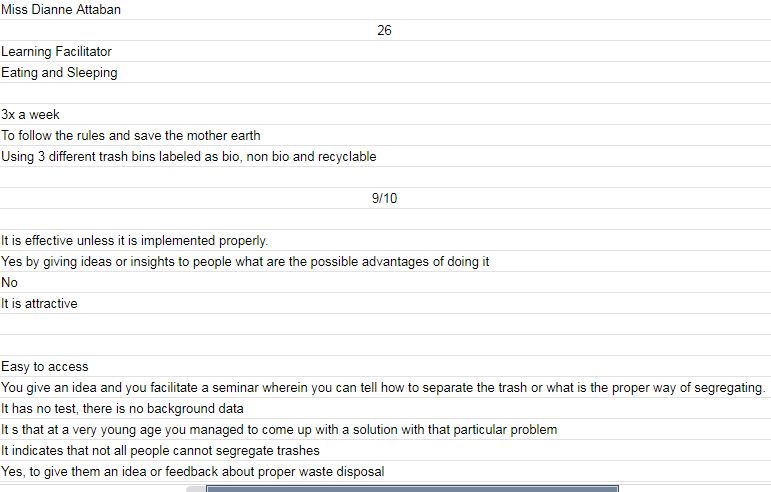 Miss Dianne Attaban
26
Learning Facilitator
Eating and Sleeping
3x a week
To follow the rules and save the mother earth
Using 3 different trash bins labeled as bio, non bio and recyclable
9/10
It is effective unless it is implemented properly.
Yes by giving ideas or insights to people what are the possible advantages of doing it
No
It is attractive
Easy to access
You give an idea and you facilitate a seminar wherein you can tell how to separate the trash or what is the proper way of segregating.
It has no test, there is no background data
It s that at a very young age you managed to come up with a solution with that particular problem
It indicates that not all people cannot segregate trashes
Yes, to give them an idea or feedback about proper waste disposal